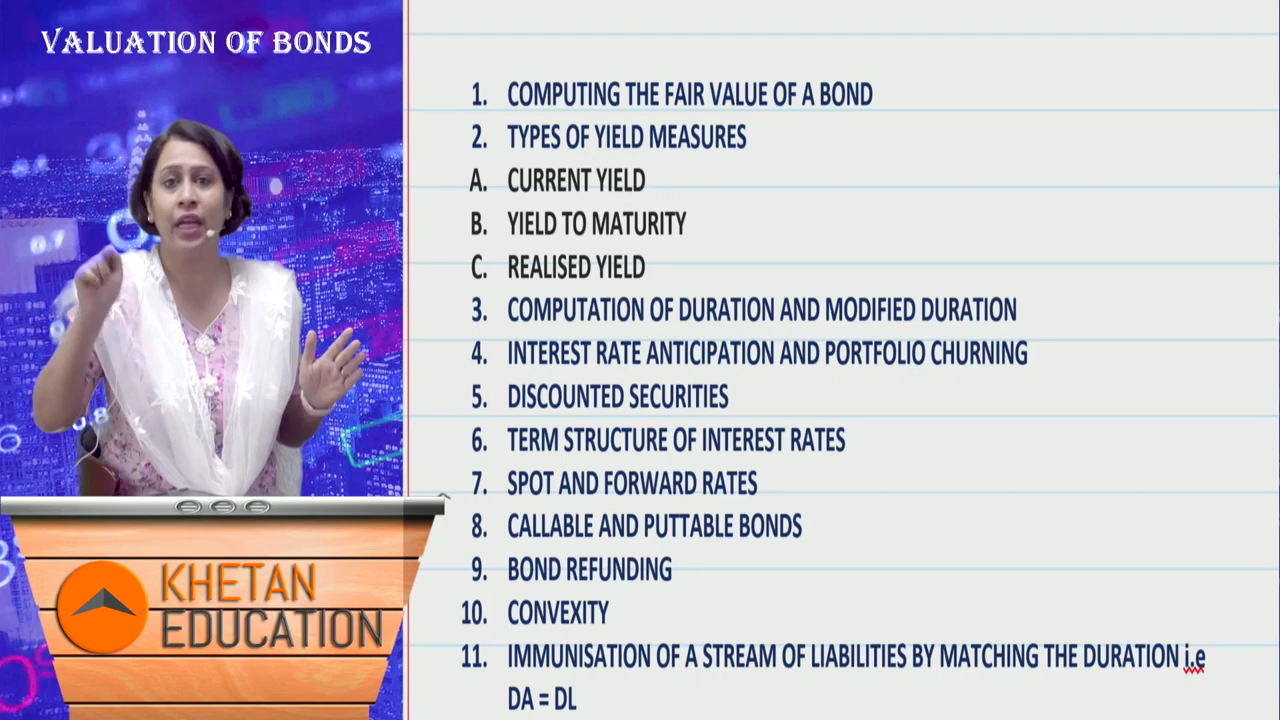 VALUATION OF BONDS
1. COMPUTING THE FAIR VALUE OF A BOND
2. TYPES OF YIELD MEASURES
A. CURRENT YIELD
B. YIELD TO MATURITY
C. REALISED YIELD
3. COMPUTATION OF DURATION AND MODIFIED DURATION
4. INTEREST RATE ANTICIPATION AND PORTFOLIO CHURNING
5. DISCOUNTED SECURITIES
6. TERM STRUCTURE OF INTEREST RATES
7. SPOT AND FORWARD RATES
8. CALLABLE AND PUTTABLE BONDS
9. BOND REFUNDING
10. CONVEXITY
11. IMMUNISATION OF A STREAM OF LIABILITIES BY MATCHING THE DURATION i.e
DA = DL
KHETAN
EDUCATION